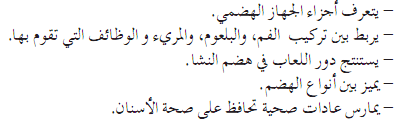 – يتعرف أجزاء الجهاز الهضمي.
– يربط بين تركيب الفم، والبلعوم، والمريء و الوظائف التي تقوم بها.
– يستنتج دور اللعاب في هضم النشا.
– يميز بين أنواع الهضم.
– يمارس عادات صحية تحافظ على صحة الأسنان.